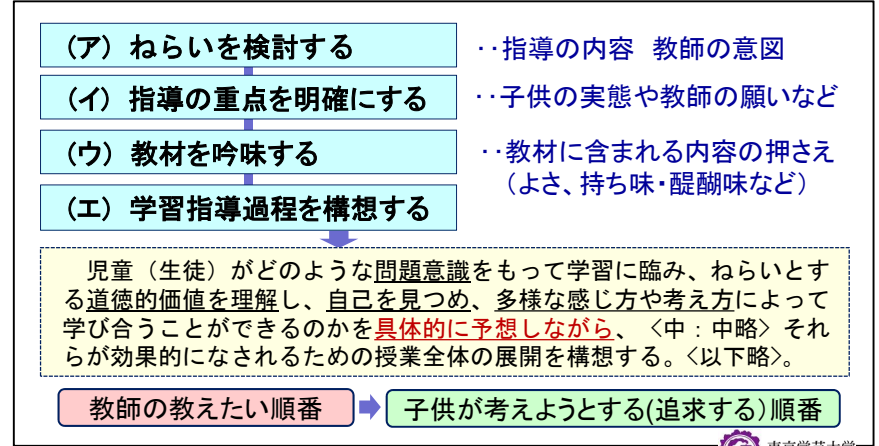 (ア) ねらいを検討する
‥指導の内容 教師の意図
(イ) 指導の重点を明確にする
‥子供の実態や教師の願いなど
(ウ) 教材を吟味する
‥教材に含まれる内容の押さえ
(よさ、持ち味・醍醐味など)
(エ) 学習指導過程を構想する
児童（生徒）がどのような問題意識をもって学習に臨み、ねらいとす
る道徳的価値を理解し、自己を見つめ、多様な感じ方や考え方によって
学び合うことができるのかを具体的に予想しながら、〈中：中略〉それ
らが効果的になされるための授業全体の展開を構想する。〈以下略〉。
教師の教えたい順番
子供が考えようとする(追求する)順番
東京学芸大学